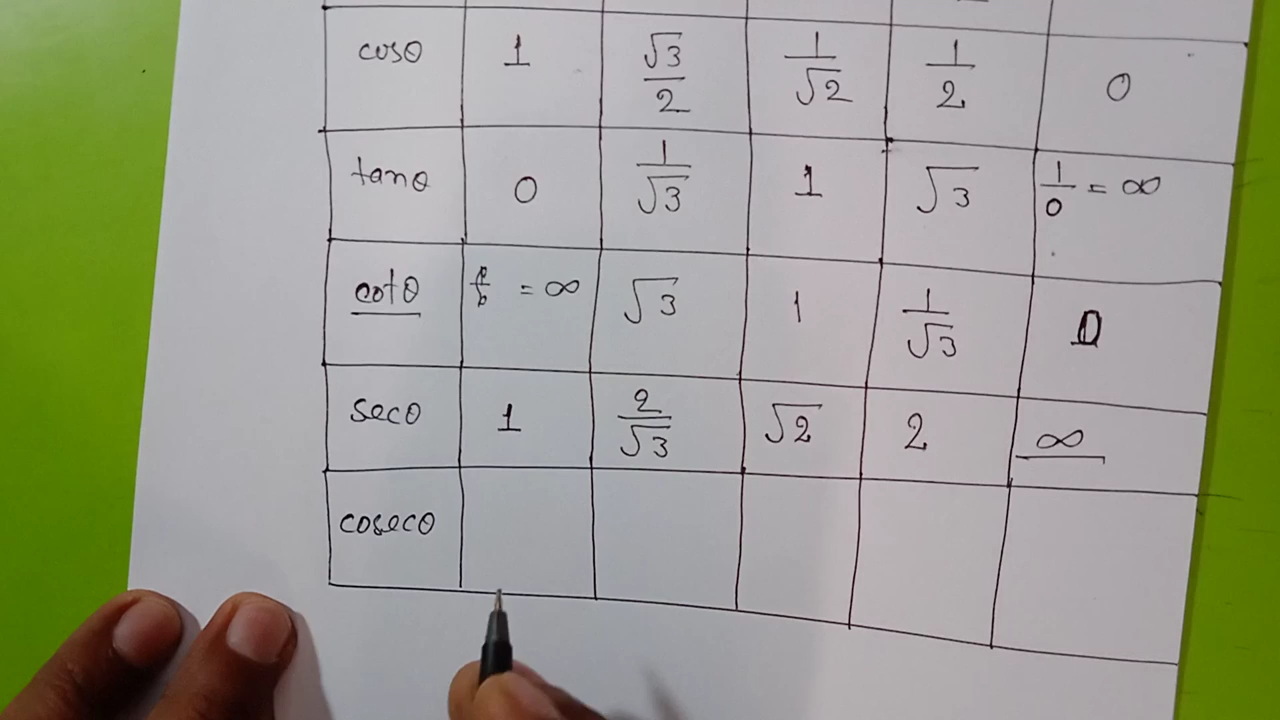 cosθ 1 √3/2 1/√2 1/2 0
tanθ 0 1/√3 1 √3 1/0 = ∞
cotθ = ∞ √3 1 1/√3 0
secθ 1 2/√3 √2 2 ∞
cosecθ